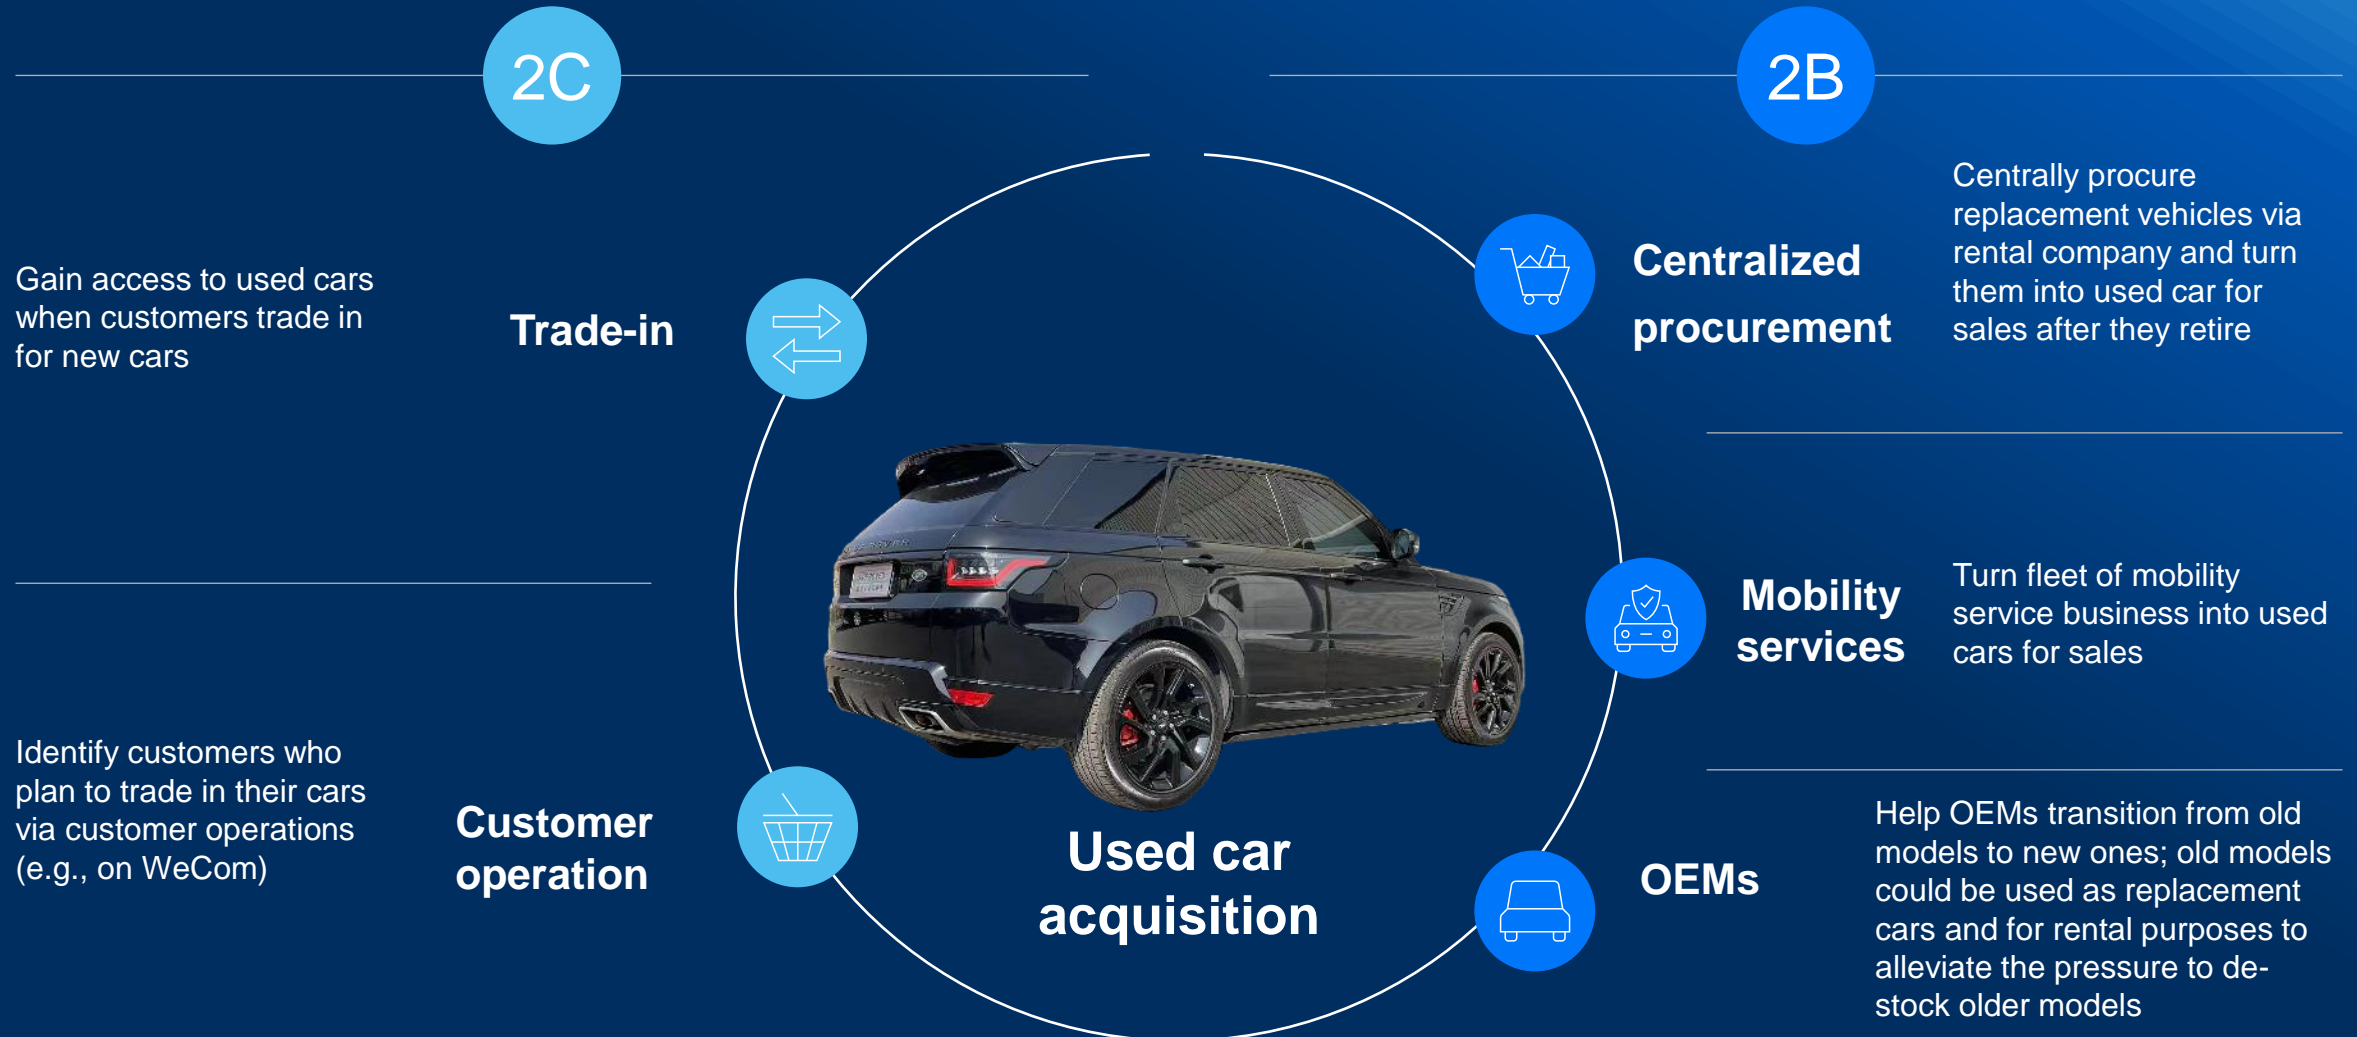 2C
Gain access to used cars
when customers trade in
for new cars
Trade-in
Identify customers who
plan to trade in their cars
via customer operations
(e.g., on WeCom)
Customer
operation
Used car
acquisition
2B
Centralized
procurement
Centrally procure
replacement vehicles via
rental company and turn
them into used car for
sales after they retire
Mobility
services
Turn fleet of mobility
service business into used
cars for sales
OEMs
Help OEMs transition from old
models to new ones; old models
could be used as replacement
cars and for rental purposes to
alleviate the pressure to de-
stock older models